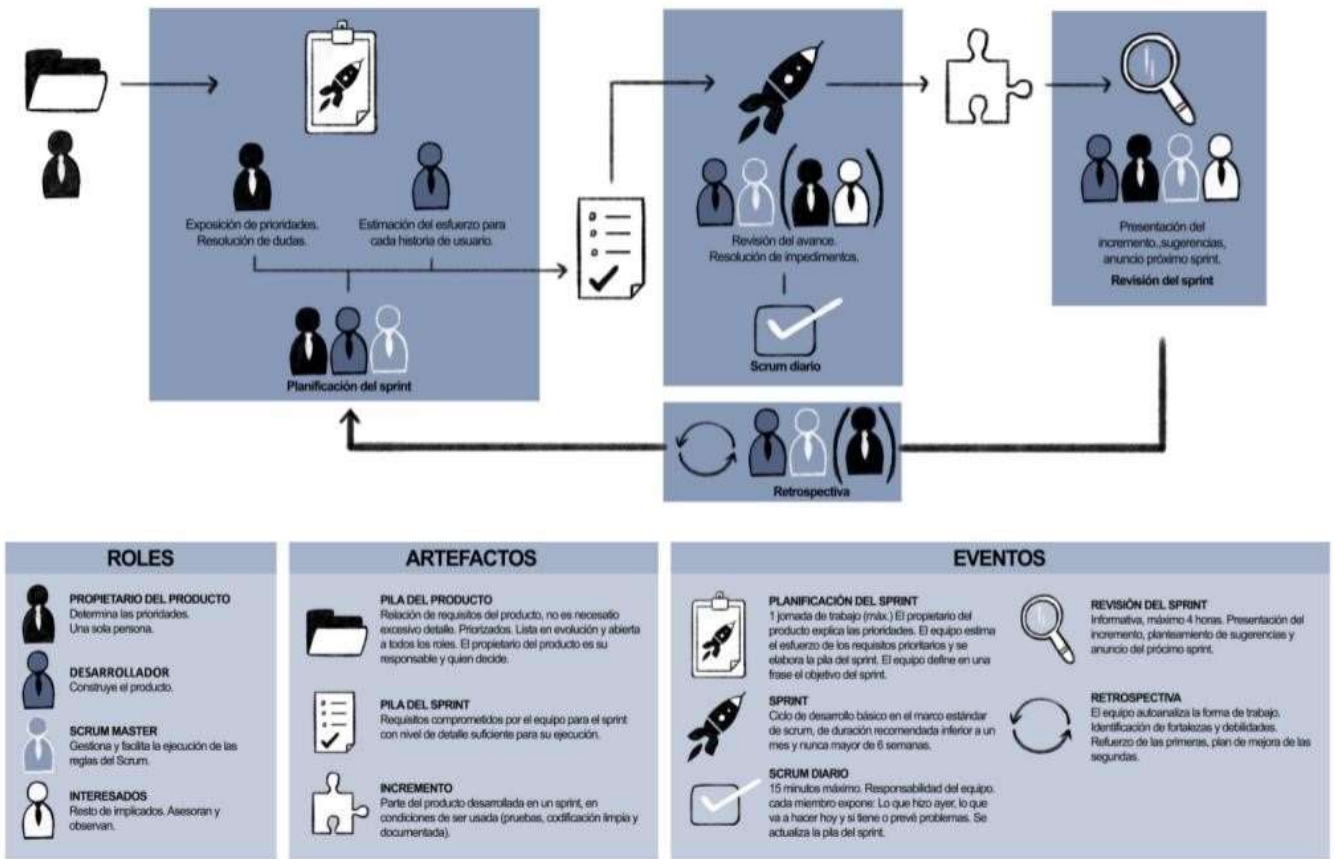 Exposición de prioridades.
Resolución de dudas.
Estimación del esfuerzo para
cada historia de usuario.
Planificación del sprint
Revisión del avance.
Resolución de impedimentos.
Scrum diario
Presentación del
incremento.,sugerencias,
anuncio próximo sprint.
Revisión del sprint
Retrospectiva
ROLES
PROPIETARIO DEL PRODUCTO
Determina las prioridades.
Una sola persona.
DESARROLLADOR
Construye el producto.
SCRUM MASTER
Gestiona y facilita la ejecución de las
reglas del Scrum.
INTERESADOS
Resto de implicados. Asesoran y
observan.
ARTEFACTOS
PILA DEL PRODUCTO
Relación de requisitos del producto, no es necesatio
excesivo detalle. Priorizados. Lista en evolución y abierta
a todos los roles. El propietario del producto es su
responsable y quien decide.
PILA DEL SPRINT
Requisitos comprometidos por el equipo para el sprint
con nivel de detalle suficiente para su ejecución.
INCREMENTO
Parte del producto desarrollada en un sprint, en
condiciones de ser usada (pruebas, codificación limpia y
documentada).
EVENTOS
PLANIFICACIÓN DEL SPRINT
1 jornada de trabajo (máx.) El propietario del
producto explica las prioridades. El equipo estima
el esfuerzo de los requisitos prioritarios y se
elabora la pila del sprint. El equipo define en una
frase el objetivo del sprint.
SPRINT
Ciclo de desarrollo básico en el marco estándar
de scrum, de duración recomendada inferior a un
mes y nunca mayor de 6 semanas.
SCRUM DIARIO
15 minutos máximo. Responsabilidad del equipo.
cada miembro expone: Lo que hizo ayer, lo que
va a hacer hoy y si tiene o prevé problemas. Se
actualiza la pila del sprint.
REVISIÓN DEL SPRINT
Informativa, máximo 4 horas. Presentación del
incremento, planteamiento de sugerencias y
anuncio del prócimo sprint.
RETROSPECTIVA
El equipo autoanaliza la forma de trabajo.
Identificación de fortalezas y debilidades.
Refuerzo de las primeras, plan de mejora de las
segundas.